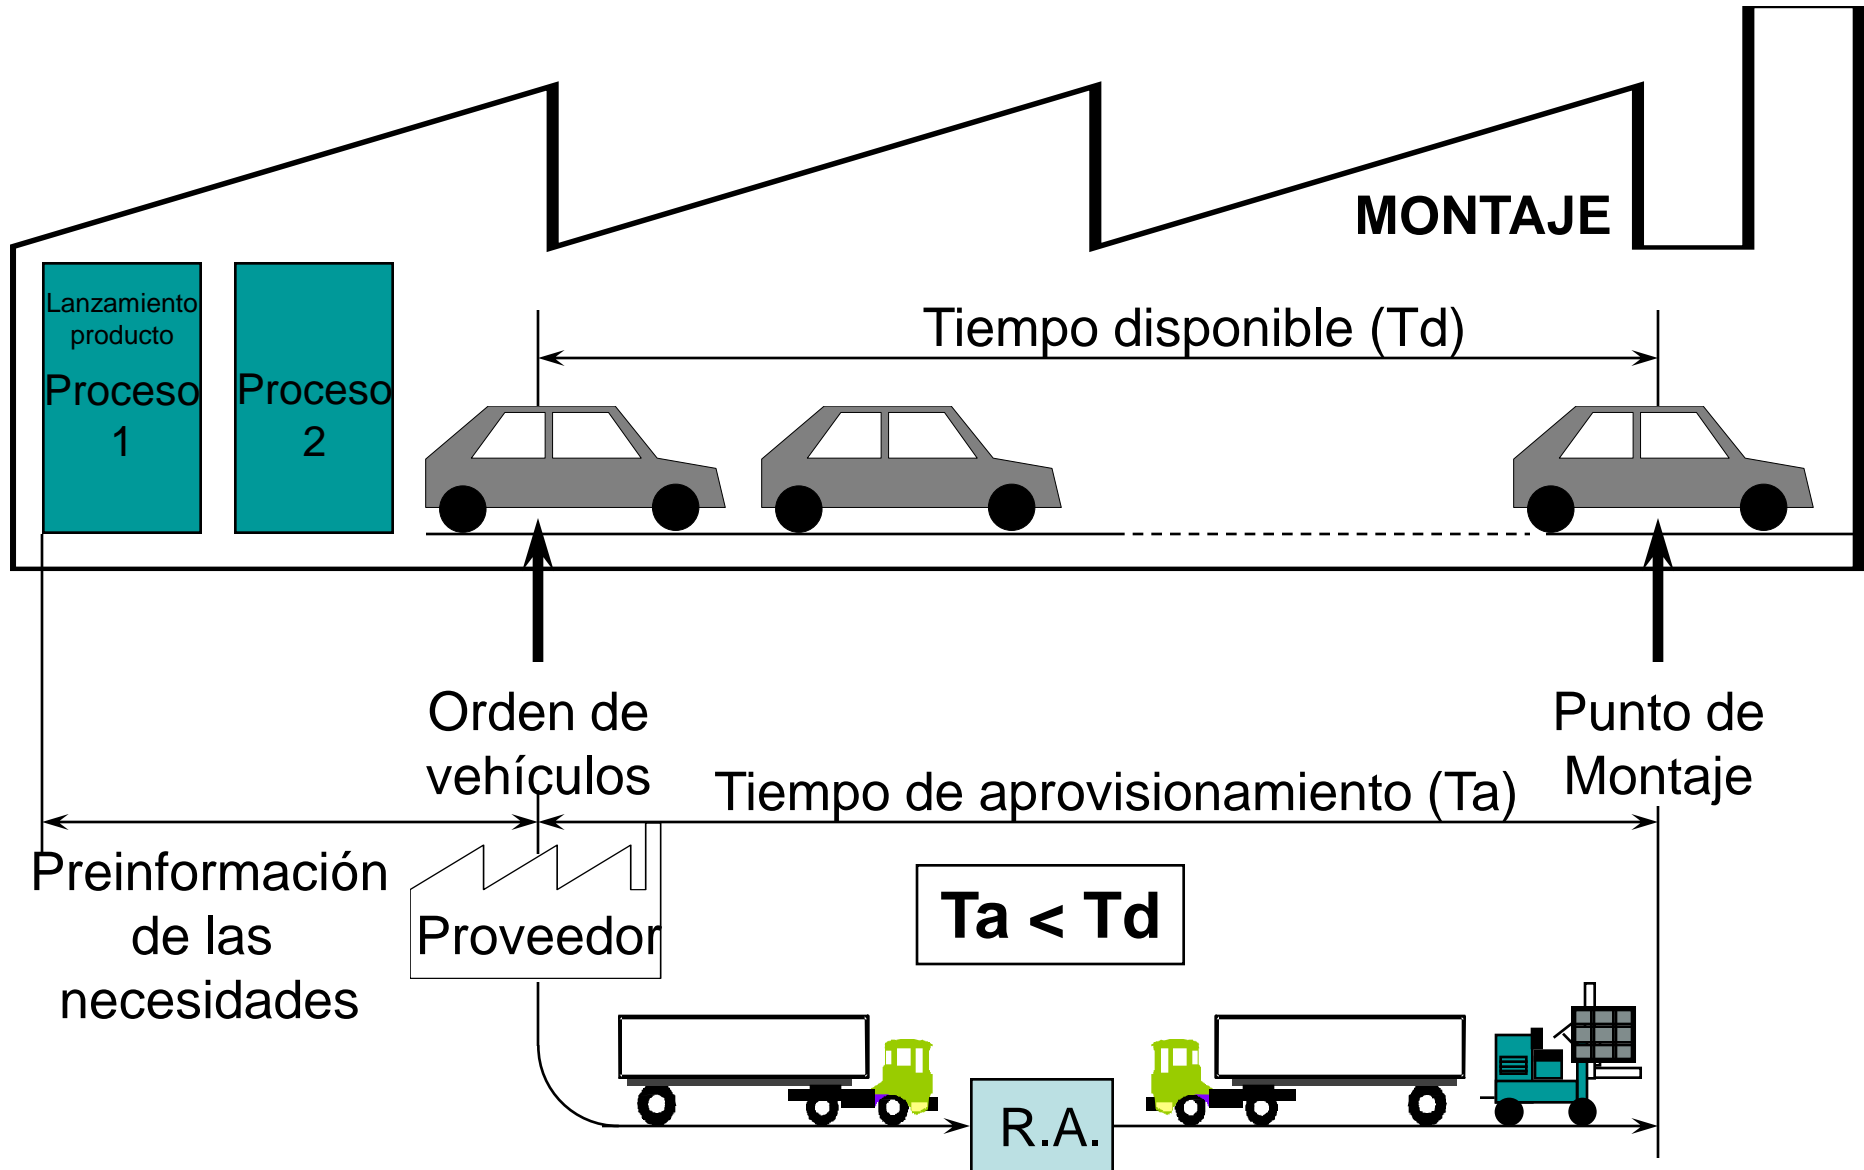 MONTAJE
Lanzamiento
producto
Proceso
1
Proceso
2
Tiempo disponible (Td)
Orden de
vehículos
Punto de
Montaje
Tiempo de aprovisionamiento (Ta)
Preinformación
de las
necesidades
Proveedor
Ta < Td
R.A.